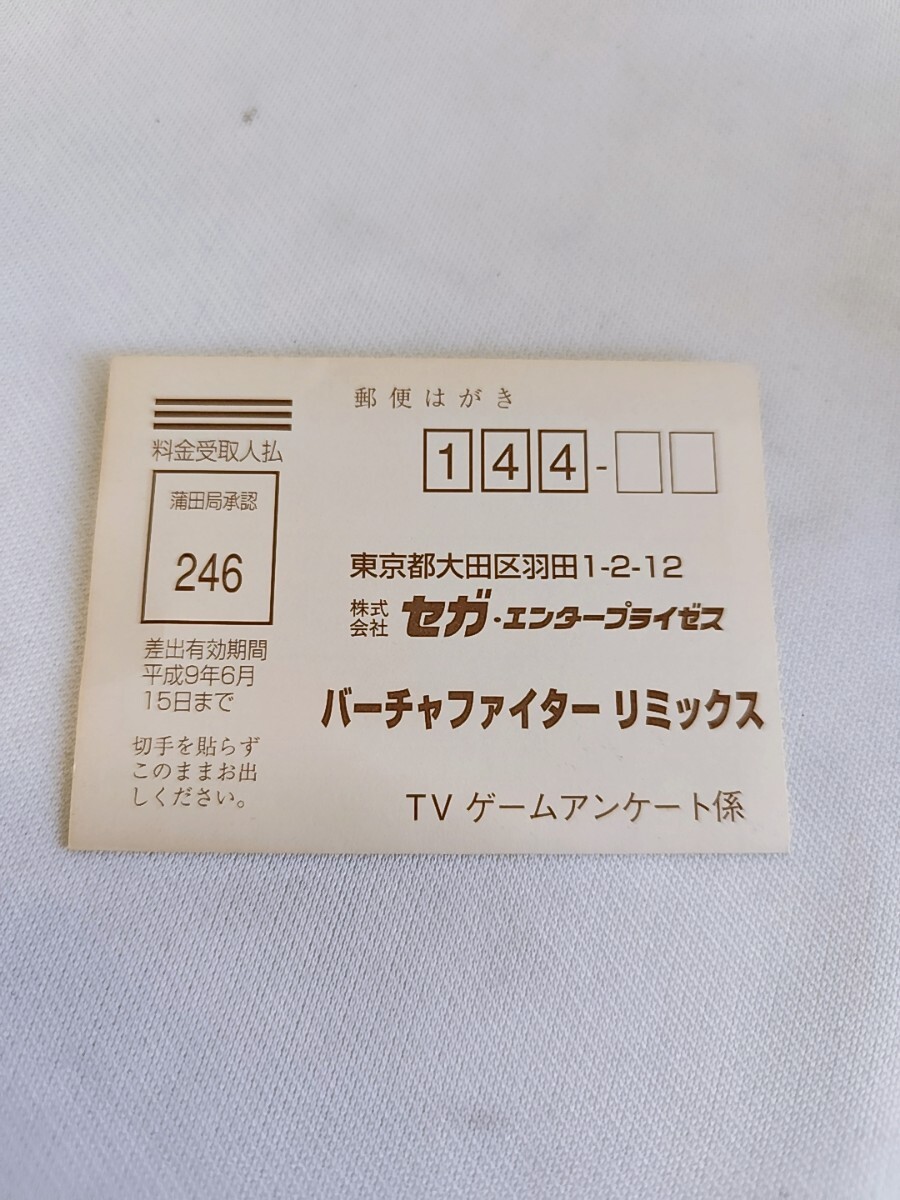 郵便はがき
料金受取人払
蒲田局承認
246
差出有効期間
平成9年6月
15日まで
切手を貼らず
このままお出
しください。
144-
東京都大田区羽田1-2-12
株式会社 セガ・エンタープライゼス
バーチャファイター リミックス
TV ゲームアンケート係